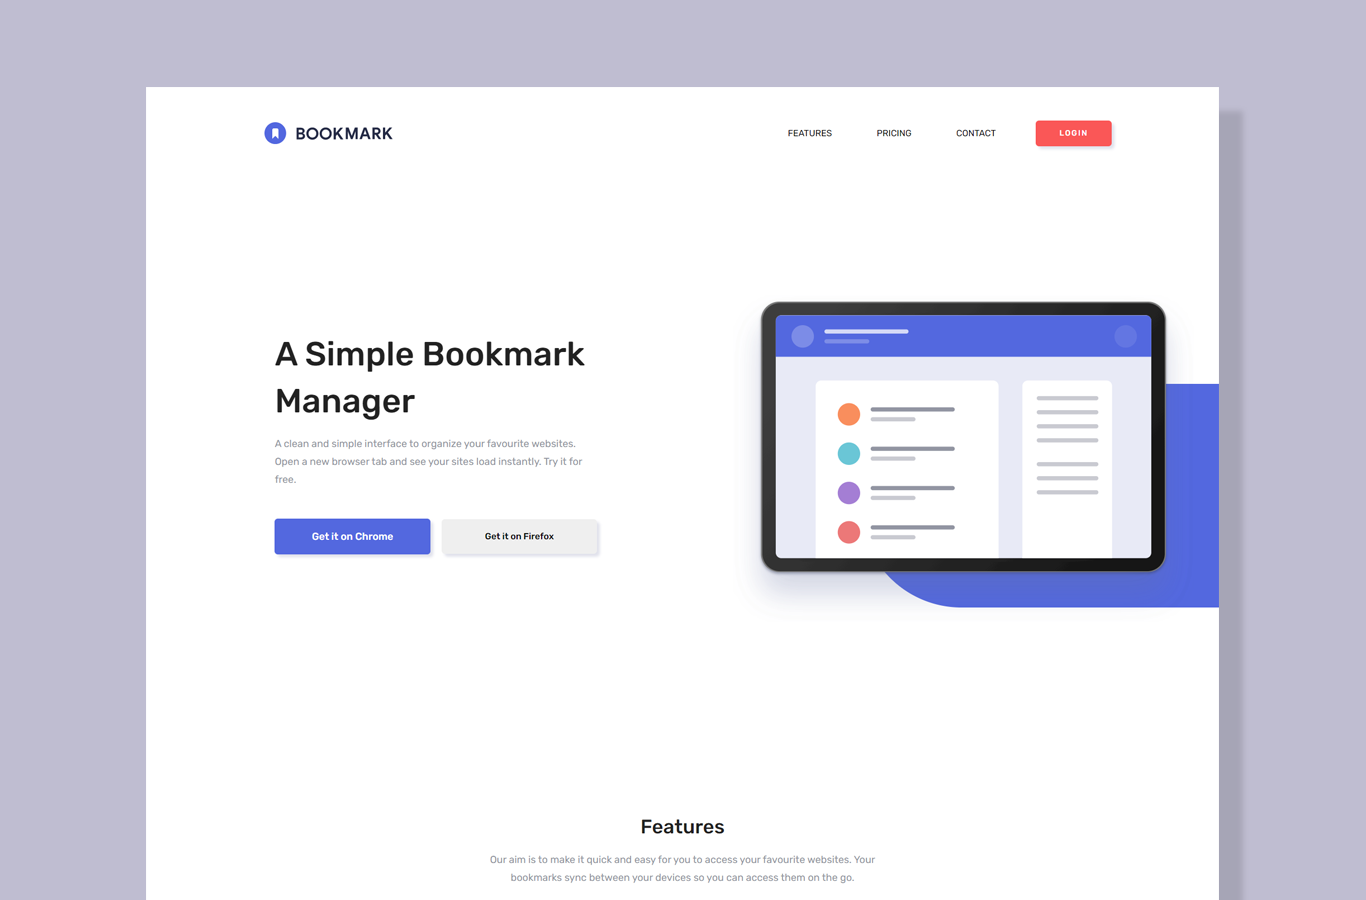 BOOKMARK
FEATURES
PRICING
CONTACT
LOGIN
A Simple Bookmark
Manager
A clean and simple interface to organize your favourite websites.
Open a new browser tab and see your sites load instantly. Try it for
free.
Get it on Chrome
Get it on Firefox
Features
Our aim is to make it quick and easy for you to access your favourite websites. Your
bookmarks sync between your devices so you can access them on the go.